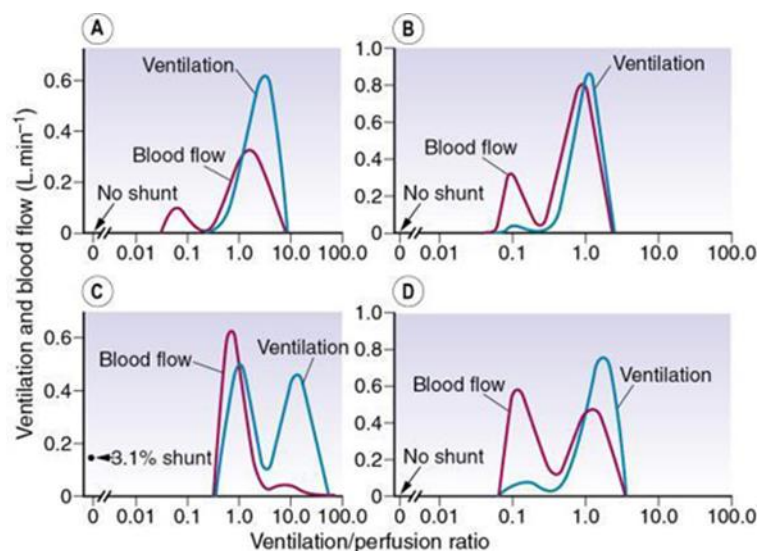 A
0.6
0.4
0.2
0
Ventilation
Blood flow
No shunt
0 0.01 0.1 1.0 10.0 100.0
B
1.0
0.8
0.6
0.4
0.2
0
Ventilation
Blood flow
No shunt
0 0.01 0.1 1.0 10.0 100.0
C
0.6
0.4
0.2
0
Blood flow
Ventilation
3.1% shunt
0 0.01 0.1 1.0 10.0 100.0
D
1.0
0.8
0.6
0.4
0.2
0
Blood flow
Ventilation
No shunt
0 0.1 1.0 10.0 100.0
Ventilation and blood flow (L.min⁻¹)
Ventilation/perfusion ratio